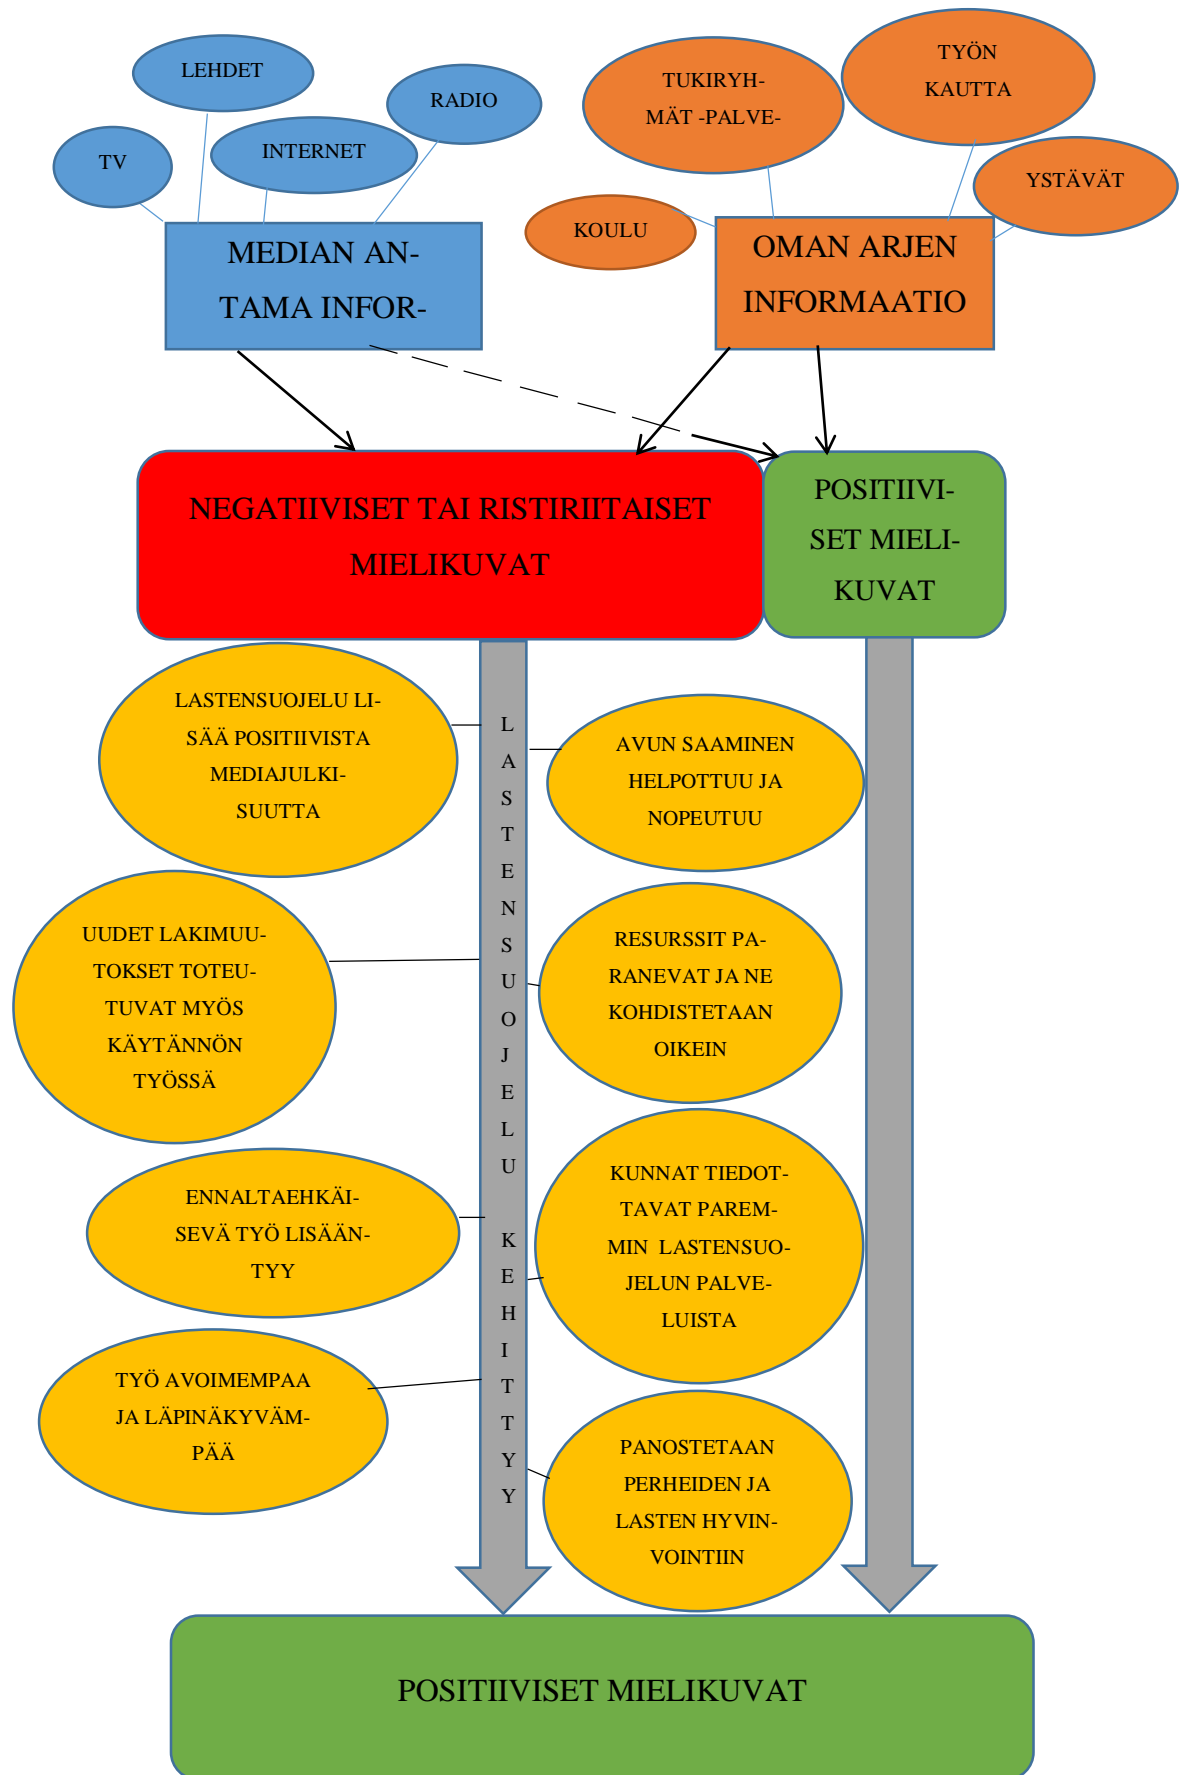 LEHDET
RADIO
INTERNET
TV
TUKIRYH-
MÄT -PALVE-
TYÖN
KAUTTA
YSTÄVÄT
KOULU
MEDIAN AN-
TAMA INFOR-
OMAN ARJEN
INFORMAATIO
NEGATIIVISET TAI RISTIRIITAISET
MIELIKUVAT
POSITIIVI-
SET MIELI-
KUVAT
LASTENSUOJELU KEHITTYY
LASTENSUOJELU LI-
SÄÄ POSITIIVISTA
MEDIAJULKI-
SUUTTA
AVUN SAAMINEN
HELPOTTUU JA
NOPEUTUU
UUDET LAKIMUU-
TOKSET TOTEU-
TUVAT MYÖS
KÄYTÄNNÖN
TYÖSSÄ
RESURSSIT PA-
RANEVAT JA NE
KOHDISTETAAN
OIKEIN
ENNALTAEHKÄI-
SEVÄ TYÖ LISÄÄN-
TYY
KUNNAT TIEDOT-
TAVAT PAREM-
MIN LASTENSUO-
JELUN PALVE-
LUISTA
TYÖ AVOIMEMPAA
JA LÄPINÄKYVÄM-
PÄÄ
PANOSTETAAN
PERHEIDEN JA
LASTEN HYVIN-
VOINTIIN
POSITIIVISET MIELIKUVAT